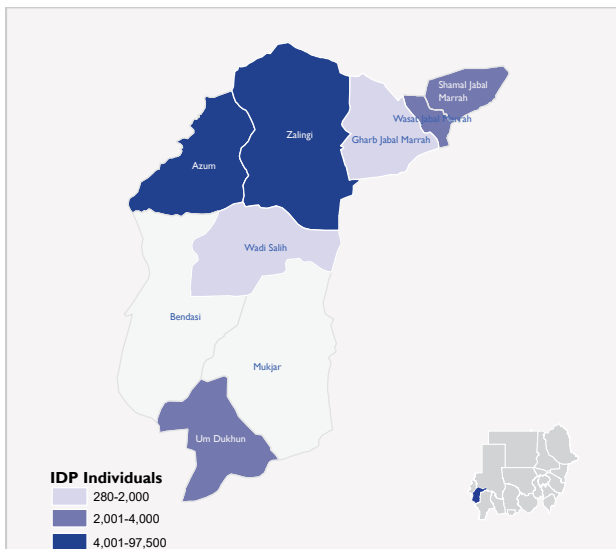 Shamal Jabal
Marrah
Wasat Jabal Marrah
Zalingi
Gharb Jabal Marrah
Azum
Wadi Salih
Bendasi
Mukjar
Um Dukhun
IDP Individuals
280-2,000
2,001-4,000
4,001-97,500